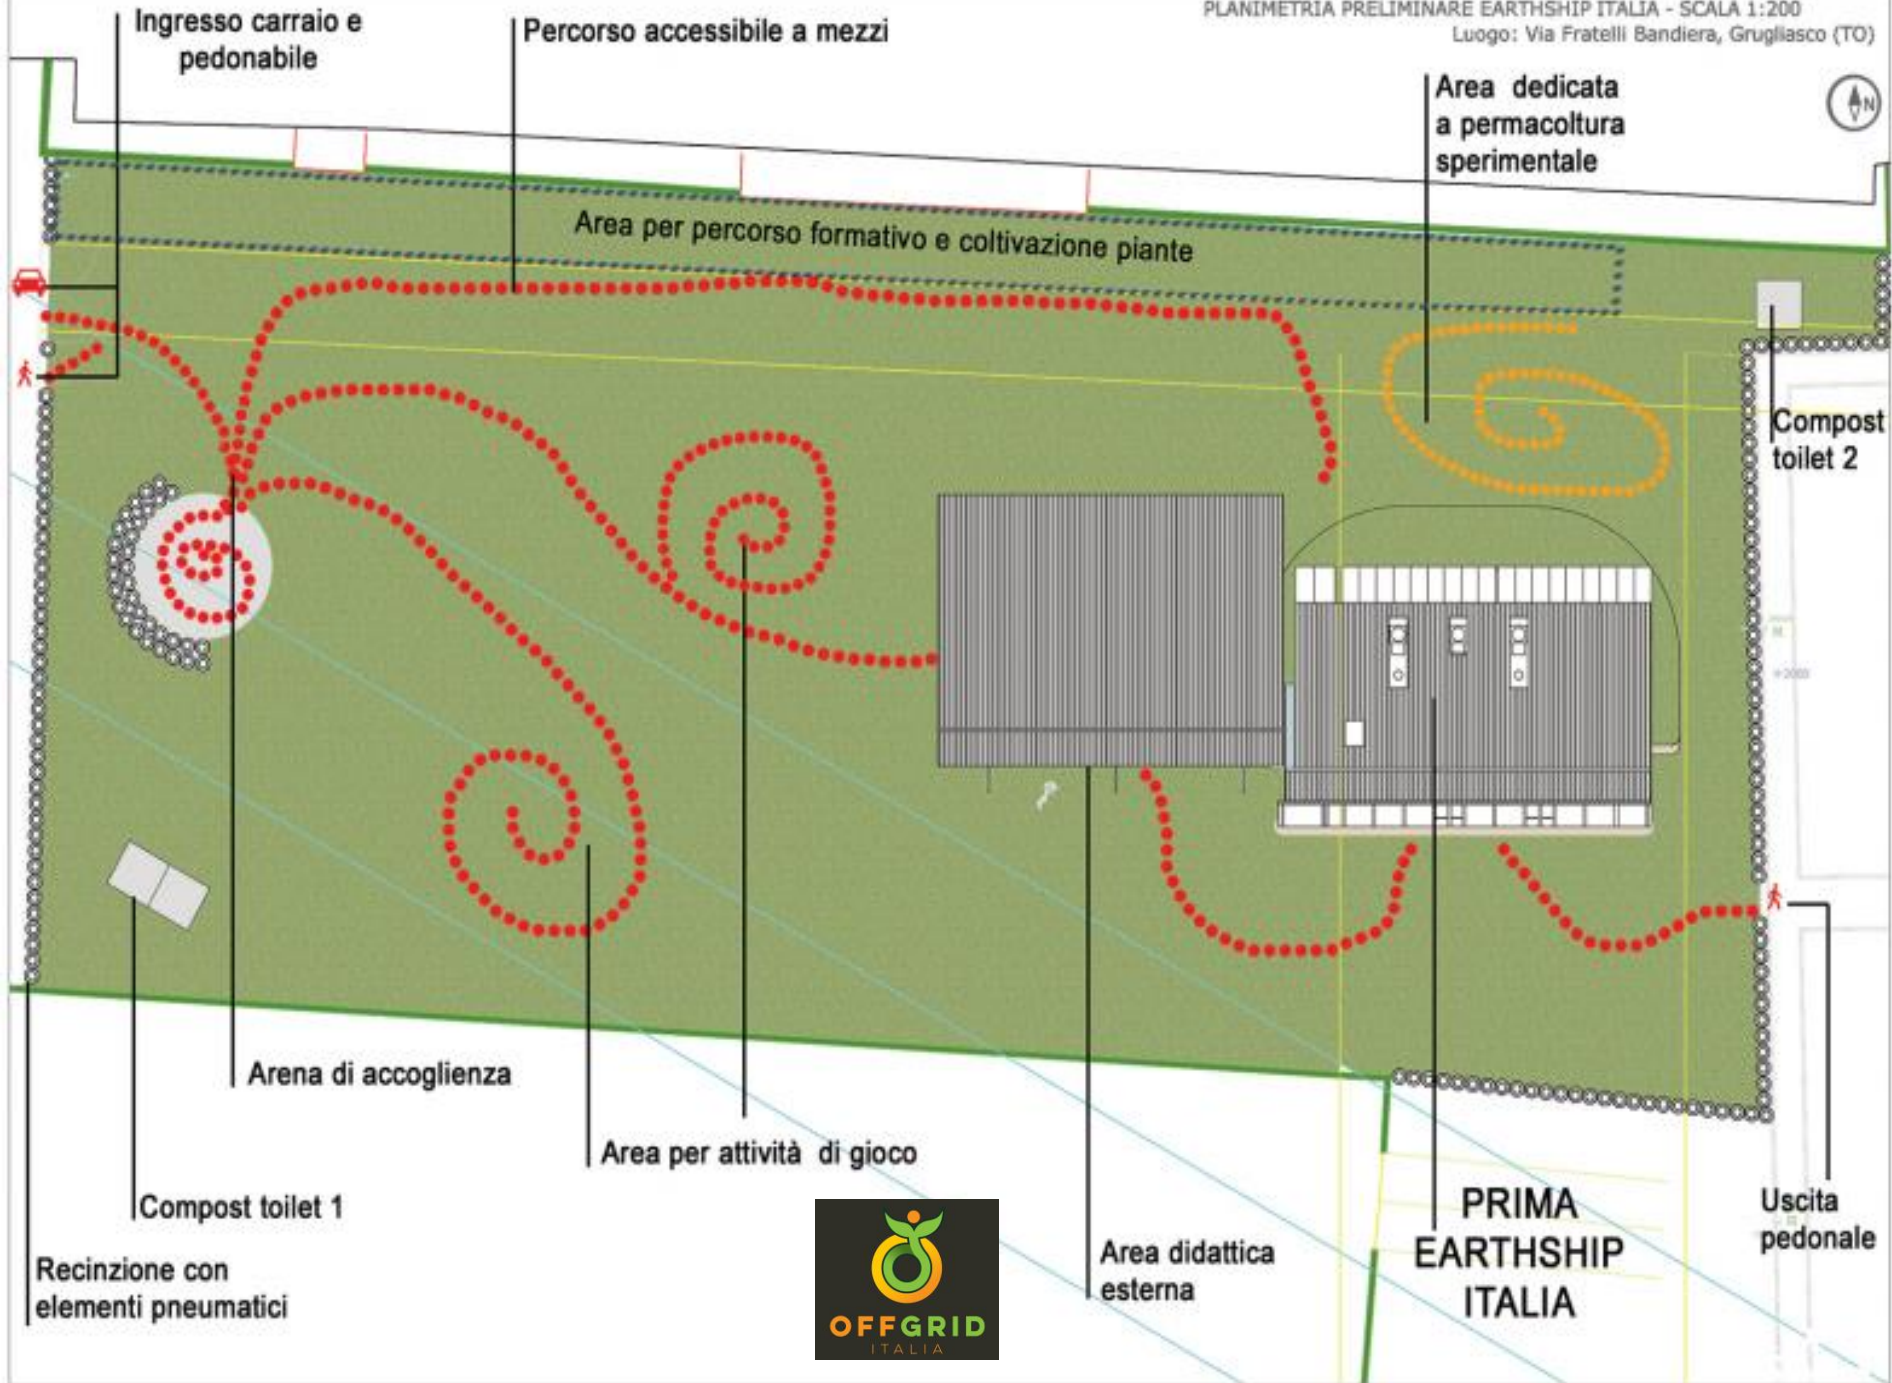 PLANIMETRIA PRELIMINARE EARTHSHIP ITALIA - SCALA 1:200
Luogo: Via Fratelli Bandiera, Grugliasco (TO)
Ingresso carraio e
pedonabile
Percorso accessibile a mezzi
Area dedicata
a permacoltura
sperimentale
N
Area per percorso formativo e coltivazione piante
Compost
toilet 2
Arena di accoglienza
Area per attività di gioco
Compost toilet 1
Recinzione con
elementi pneumatici
Area didattica
esterna
PRIMA
EARTHSHIP
ITALIA
Uscita
pedonale
OFFGRID
ITALIA